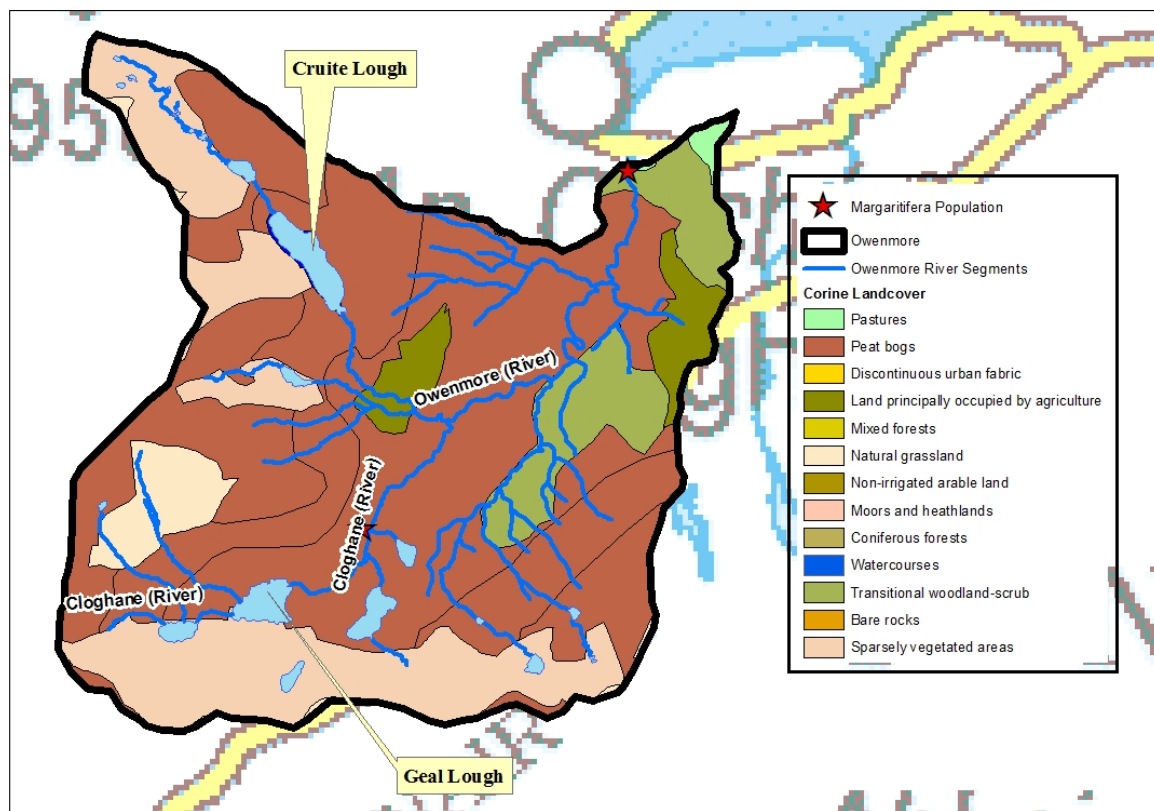 Cruite Lough
95
Margaritifera Population
Owenmore
Owenmore River Segments
Corine Landcover
Pastures
Peat bogs
Discontinuous urban fabric
Land principally occupied by agriculture
Mixed forests
Natural grassland
Non-irrigated arable land
Moors and heathlands
Coniferous forests
Watercourses
Transitional woodland-scrub
Bare rocks
Sparsely vegetated areas
Owenmore (River)
Cloghane (River)
Cloghane (River)
Geal Lough